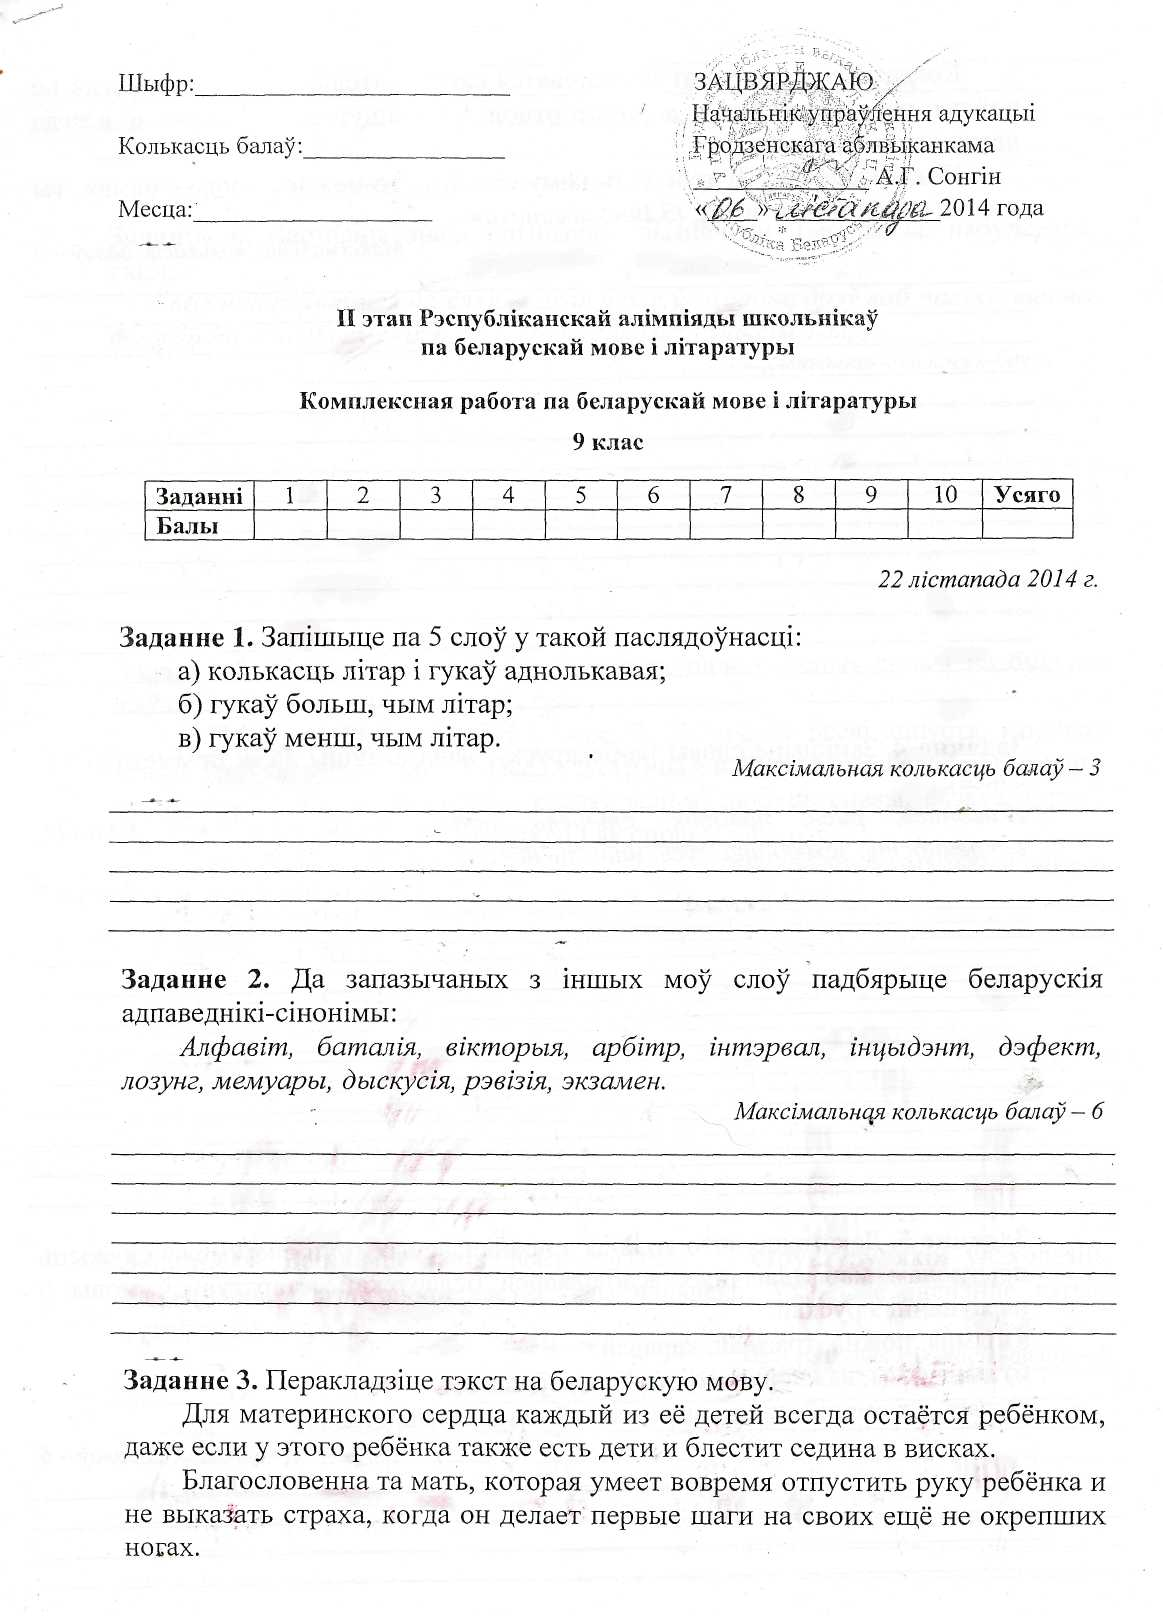 Шыфр:
ЗАЦВЯРДЖАЮ
Начальнік упраўлення адукацыі
Колькасць балаў:
Гродзенскага аблвыканкама
А.Г. Сонгін
Месца:
«06» лістапада 2014 года
ІІ этап Рэспубліканскай алімпіяды школьнікаў
па беларускай мове і літаратуры
Комплексная работа па беларускай мове і літаратуры
9 клас
Заданні 1 2 3 4 5 6 7 8 9 10 Усяго
Балы
22 лістапада 2014 г.
Заданне 1. Запішыце па 5 слоў у такой паслядоўнасці:
а) колькасць літар і гукаў аднолькавая;
б) гукаў больш, чым літар;
в) гукаў менш, чым літар.
Максімальная колькасць балаў – 3
Заданне 2. Да запазычаных з іншых моў слоў падбярыце беларускія
адпаведнікі-сінонімы:
Алфавіт, баталія, вікторыя, арбітр, інтэрвал, інцыдэнт, дэфект,
лозунг, мемуары, дыскусія, рэвізія, экзамен.
Максімальная колькасць балаў – 6
Заданне 3. Перакладзіце тэкст на беларускую мову.
Для материнского сердца каждый из её детей всегда остаётся ребёнком,
даже если у этого ребёнка также есть дети и блестит седина в висках.
Благословенна та мать, которая умеет вовремя отпустить руку ребёнка и
не выказать страха, когда он делает первые шаги на своих ещё не окрепших
ногах.